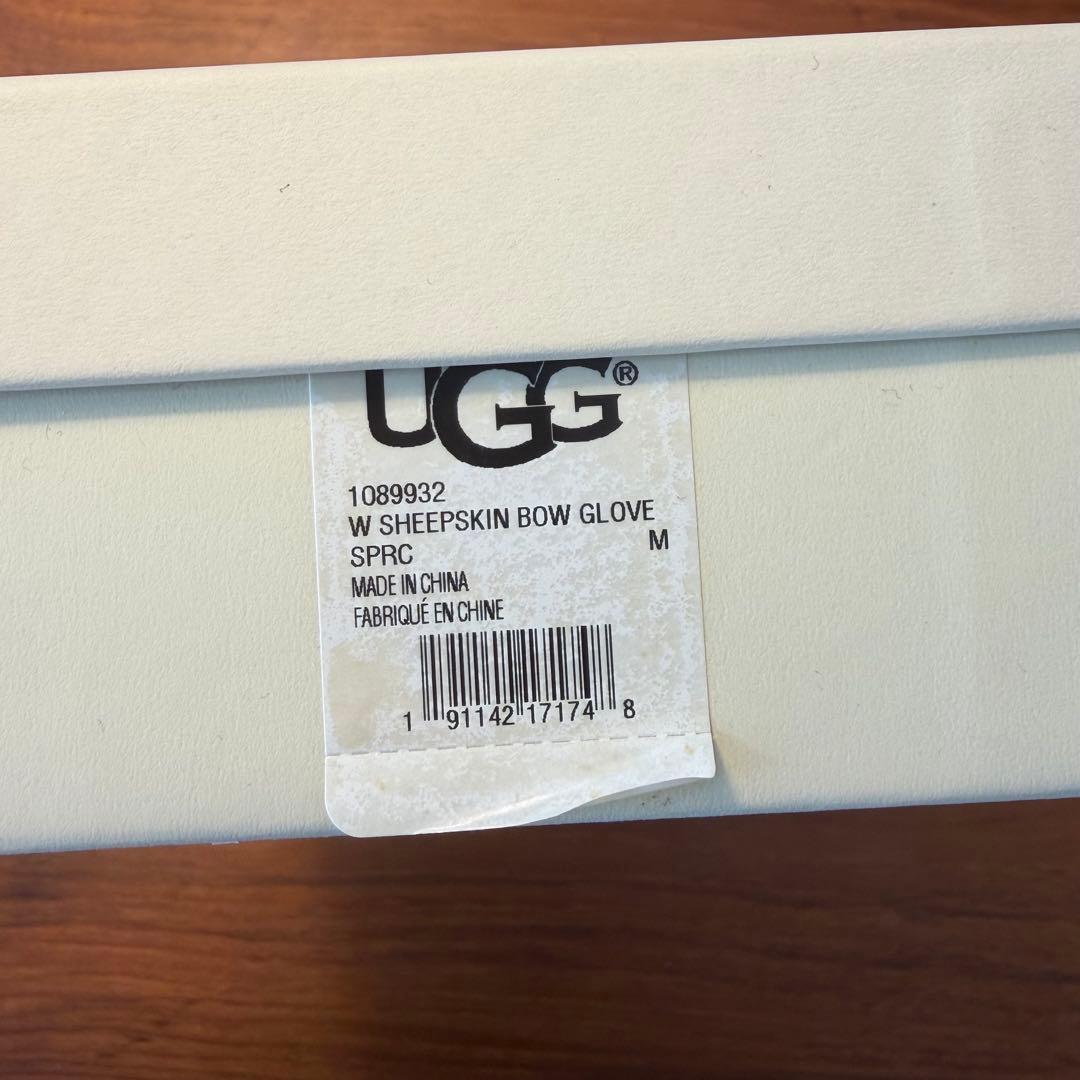 UGG®
1089932
W SHEEPSKIN BOW GLOVE
SPRC M
MADE IN CHINA
FABRIQUÉ EN CHINE
1 91142 17174 8